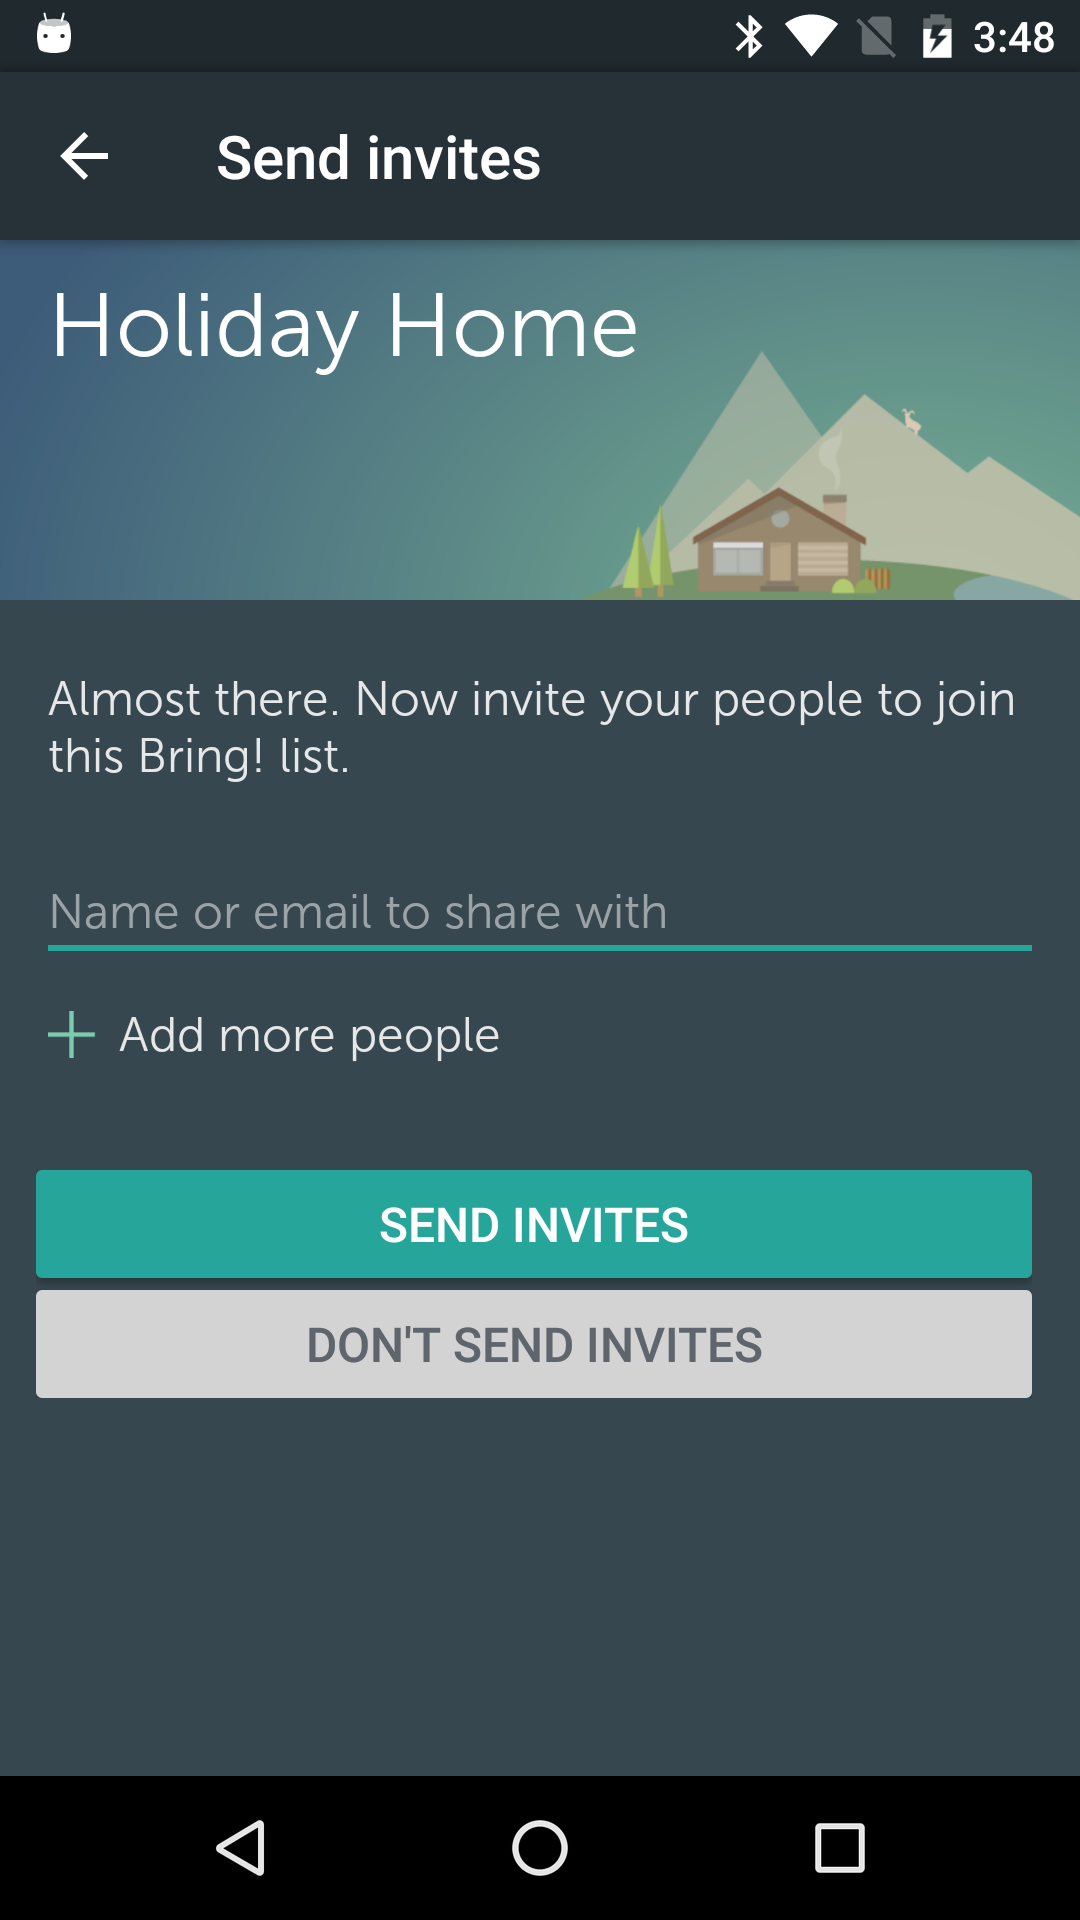 3:48
Send invites
Holiday Home
Almost there. Now invite your people to join
this Bring! list.
Name or email to share with
Add more people
SEND INVITES
DON'T SEND INVITES